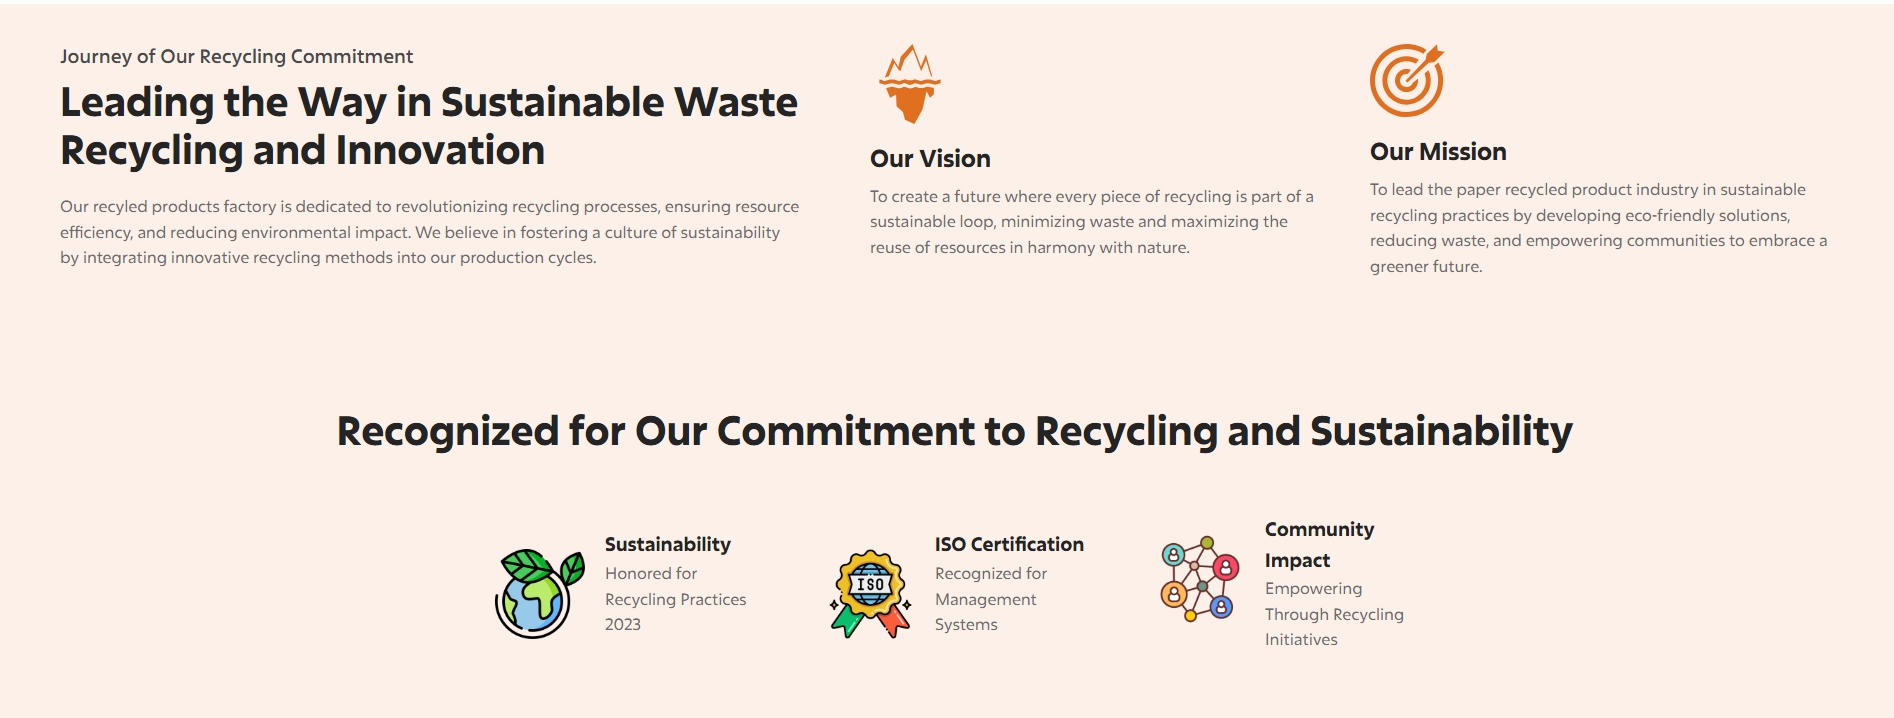 Journey of Our Recycling Commitment
Leading the Way in Sustainable Waste
Recycling and Innovation
Our recyled products factory is dedicated to revolutionizing recycling processes, ensuring resource
efficiency, and reducing environmental impact. We believe in fostering a culture of sustainability
by integrating innovative recycling methods into our production cycles.
Our Vision
To create a future where every piece of recycling is part of a
sustainable loop, minimizing waste and maximizing the
reuse of resources in harmony with nature.
Our Mission
To lead the paper recycled product industry in sustainable
recycling practices by developing eco-friendly solutions,
reducing waste, and empowering communities to embrace a
greener future.
Recognized for Our Commitment to Recycling and Sustainability
Sustainability
Honored for
Recycling Practices
2023
ISO
ISO Certification
Recognized for
Management
Systems
Community
Impact
Empowering
Through Recycling
Initiatives